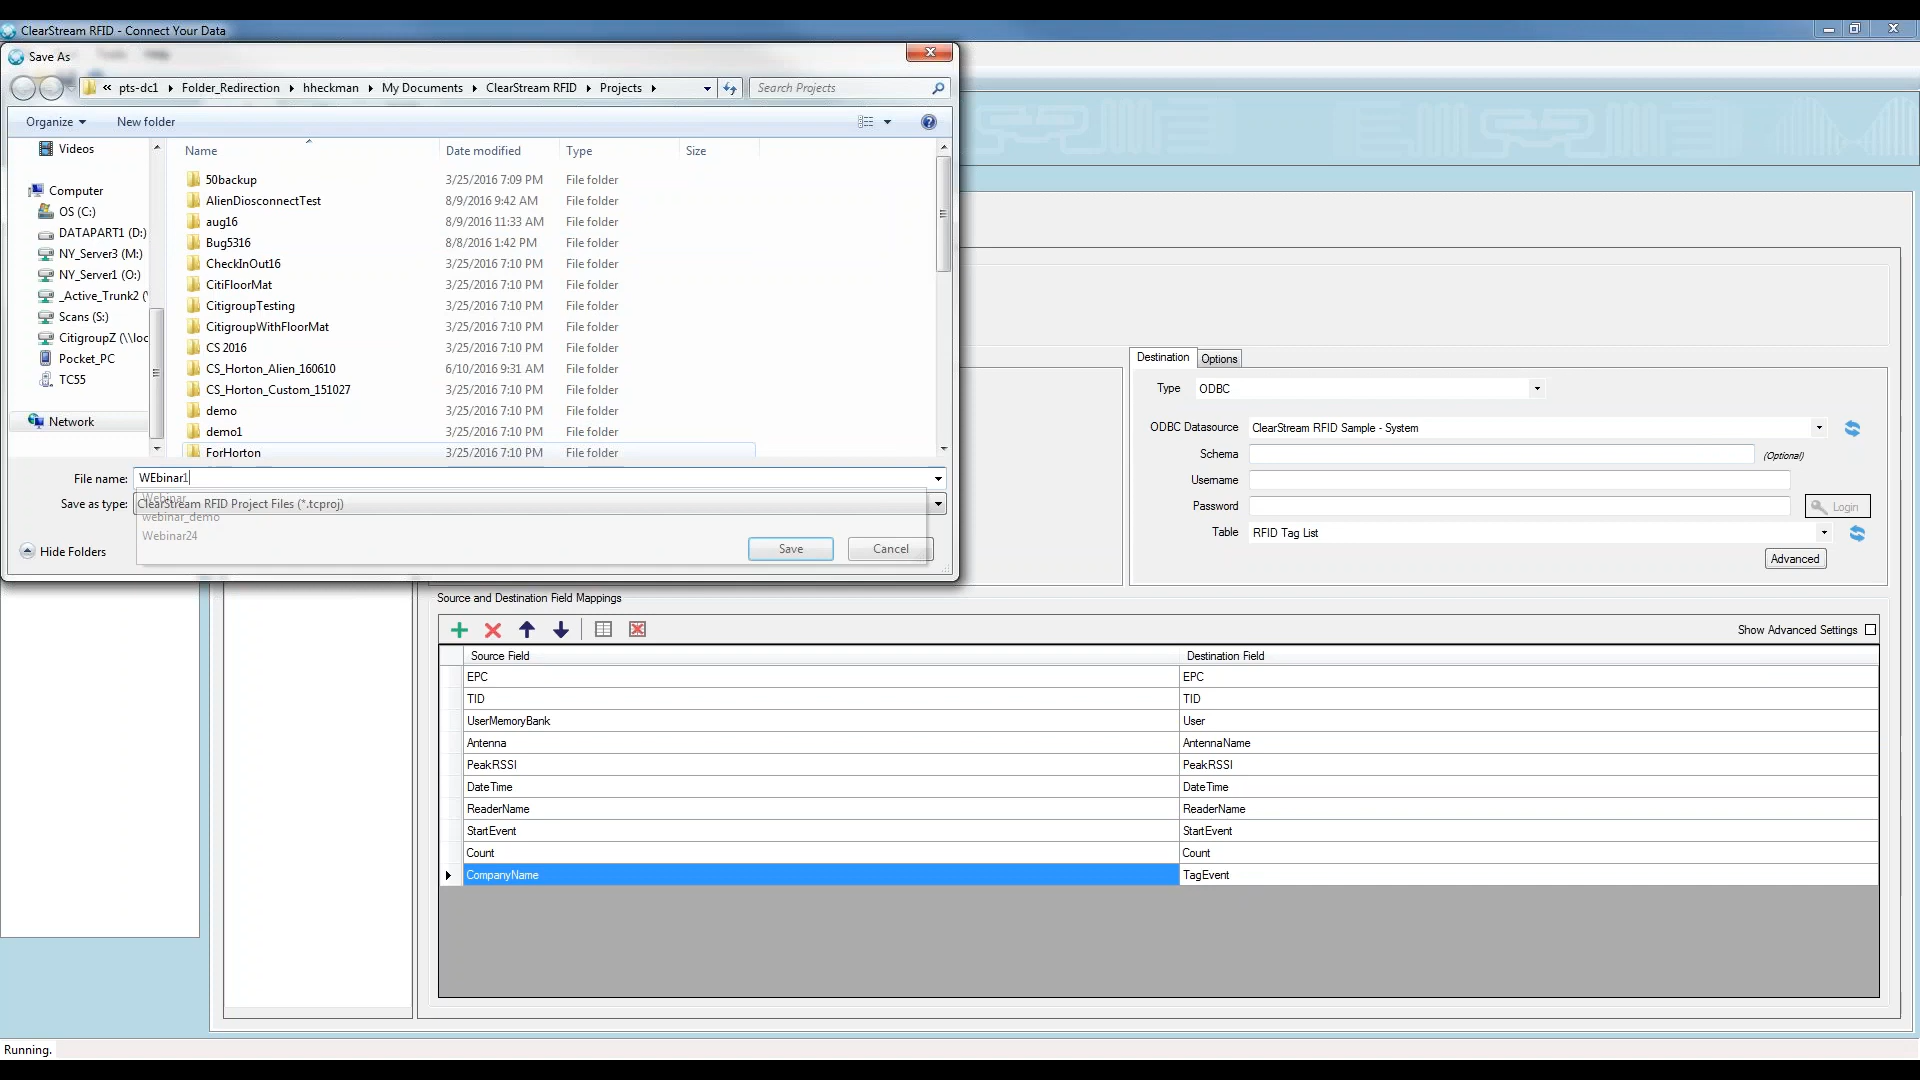 ClearStream RFID - Connect Your Data
Save As
Tools Help
« pts-dc1 Folder_Redirection hheckman My Documents ClearStream RFID Projects
Search Projects
Organize New folder
Videos
Computer
OS (C:)
DATAPART1 (D:)
NY_Server3 (M:)
NY_Server1 (O:)
_Active_Trunk2 (\
Scans (S:)
CitigroupZ (\\loc
Pocket_PC
TC55
Network
Name Date modified Type Size
50backup 3/25/2016 7:09 PM File folder
AlienDiosconnectTest 8/9/2016 9:42 AM File folder
aug16 8/9/2016 11:33 AM File folder
Bug5316 8/8/2016 1:42 PM File folder
CheckInOut16 3/25/2016 7:10 PM File folder
CitiFloorMat 3/25/2016 7:10 PM File folder
CitigroupTesting 3/25/2016 7:10 PM File folder
CitigroupWithFloorMat 3/25/2016 7:10 PM File folder
CS 2016 3/25/2016 7:10 PM File folder
CS_Horton_Alien_160610 6/10/2016 9:31 AM File folder
CS_Horton_Custom_151027 3/25/2016 7:10 PM File folder
demo 3/25/2016 7:10 PM File folder
demo1 3/25/2016 7:10 PM File folder
ForHorton 3/25/2016 7:10 PM File folder
File name: WEbinar1
Webinar
Save as type: ClearStream RFID Project Files (*.tcproj)
webinar_demo
Webinar24
Hide Folders
Save Cancel
Destination Options
Type ODBC
ODBC Datasource ClearStream RFID Sample - System
Schema (Optional)
Username
Password Login
Table RFID Tag List
Advanced
Source and Destination Field Mappings
Show Advanced Settings
Source Field Destination Field
EPC EPC
TID TID
UserMemoryBank User
Antenna AntennaName
PeakRSSI PeakRSSI
DateTime DateTime
ReaderName ReaderName
StartEvent StartEvent
Count Count
CompanyName TagEvent
Running.